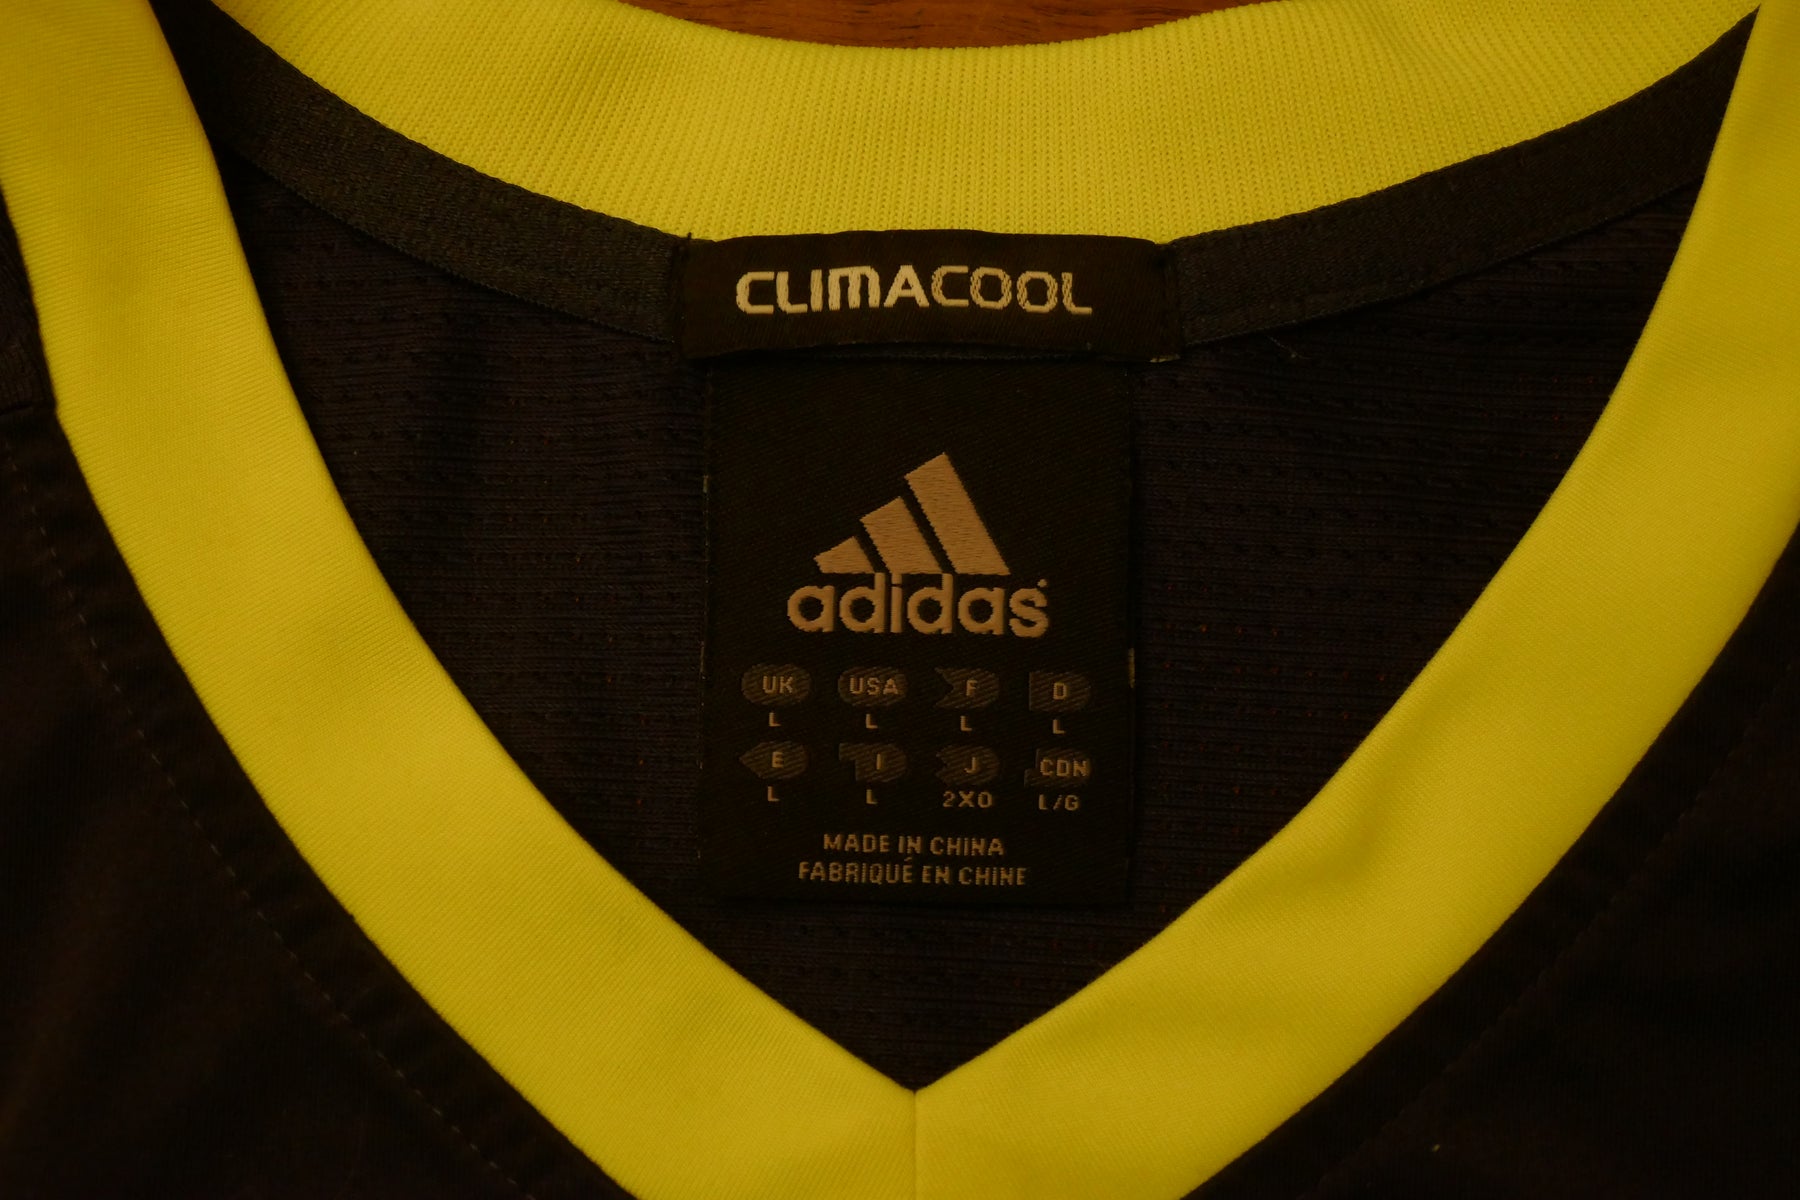 CLIMACOOL
adidas
UK USA F D
L L L L
E I J CDN
L L 2XO L/G
MADE IN CHINA
FABRIQUÉ EN CHINE